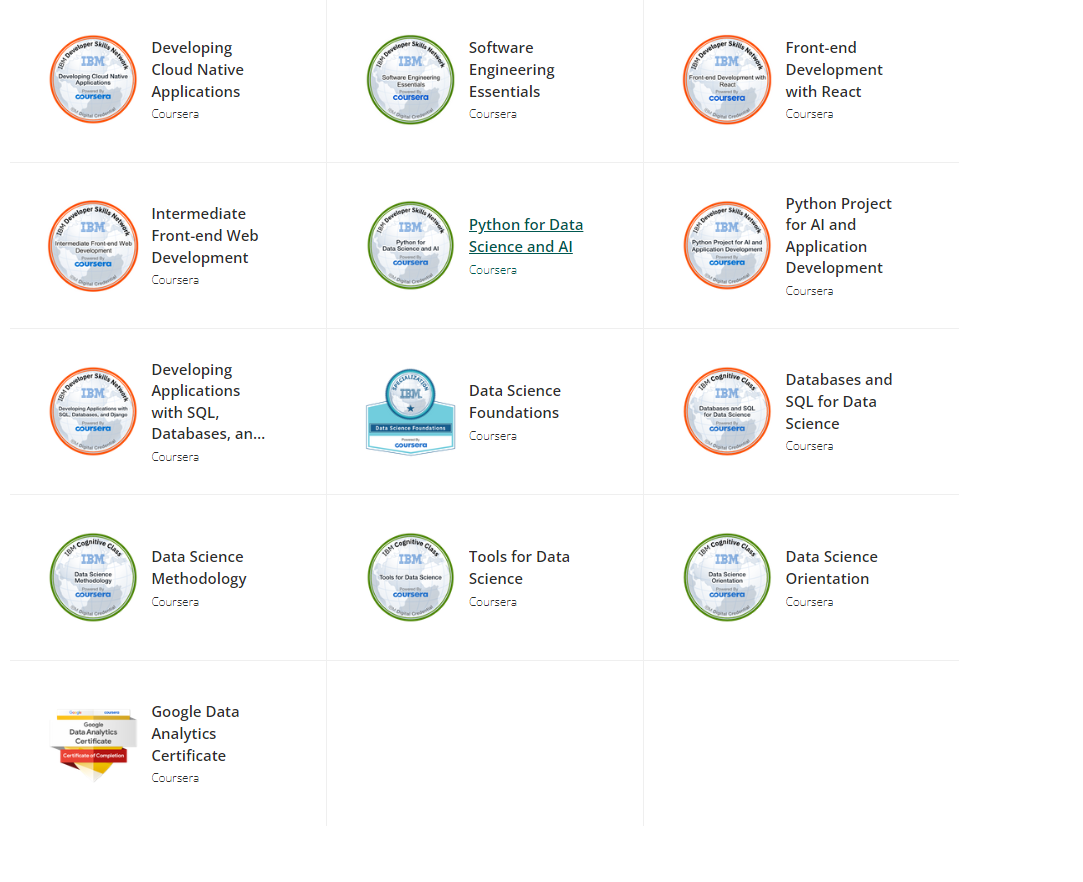 IBM Developer Skills Network
IBM
Developing Cloud Native
Applications
Powered By
coursera
IBM Digital Credential
Developing
Cloud Native
Applications
Coursera
IBM Developer Skills Network
IBM
Software Engineering
Essentials
Powered By
coursera
IBM Digital Credential
Software
Engineering
Essentials
Coursera
IBM Developer Skills Network
IBM
Front-end Development with
React
Powered By
coursera
IBM Digital Credential
Front-end
Development
with React
Coursera
IBM Developer Skills Network
IBM
Intermediate Front-end Web
Development
Powered By
coursera
IBM Digital Credential
Intermediate
Front-end Web
Development
Coursera
IBM Developer Skills Network
IBM
Python for
Data Science and AI
Powered By
coursera
IBM Digital Credential
Python for Data
Science and AI
Coursera
IBM Developer Skills Network
IBM
Python Project for AI and
Application Development
Powered By
coursera
IBM Digital Credential
Python Project
for AI and
Application
Development
Coursera
IBM Developer Skills Network
IBM
Developing Applications with
SQL, Databases, and Django
Powered By
coursera
IBM Digital Credential
Developing
Applications
with SQL,
Databases, an...
Coursera
SPECIALIZATION
IBM
Data Science Foundations
Powered By
coursera
Data Science
Foundations
Coursera
IBM Cognitive Class
IBM
Databases and SQL
for Data Science
Powered By
coursera
IBM Digital Credential
Databases and
SQL for Data
Science
Coursera
IBM Cognitive Class
IBM
Data Science
Methodology
Powered By
coursera
IBM Digital Credential
Data Science
Methodology
Coursera
IBM Cognitive Class
IBM
Tools for Data Science
Powered By
coursera
IBM Digital Credential
Tools for Data
Science
Coursera
IBM Cognitive Class
IBM
Data Science
Orientation
Powered By
coursera
IBM Digital Credential
Data Science
Orientation
Coursera
Google coursera
Google
Data Analytics
Certificate
Certificate of Completion
Google Data
Analytics
Certificate
Coursera